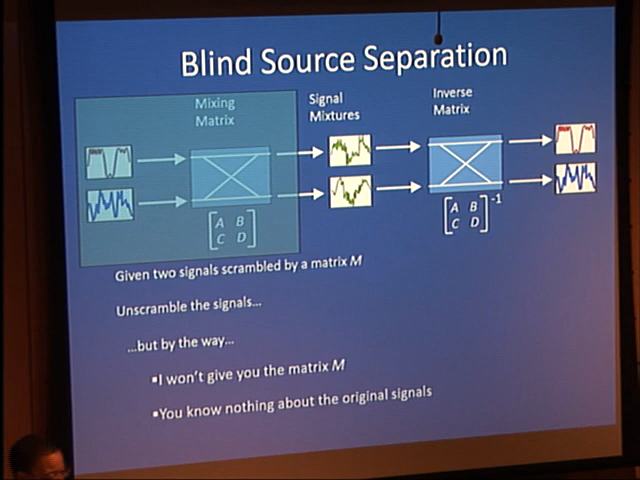 Blind Source Separation
Mixing
Matrix
Signal
Mixtures
Inverse
Matrix
A B
C D
A B -1
C D
Given two signals scrambled by a matrix M
Unscramble the signals...
...but by the way...
▪I won't give you the matrix M
▪You know nothing about the original signals